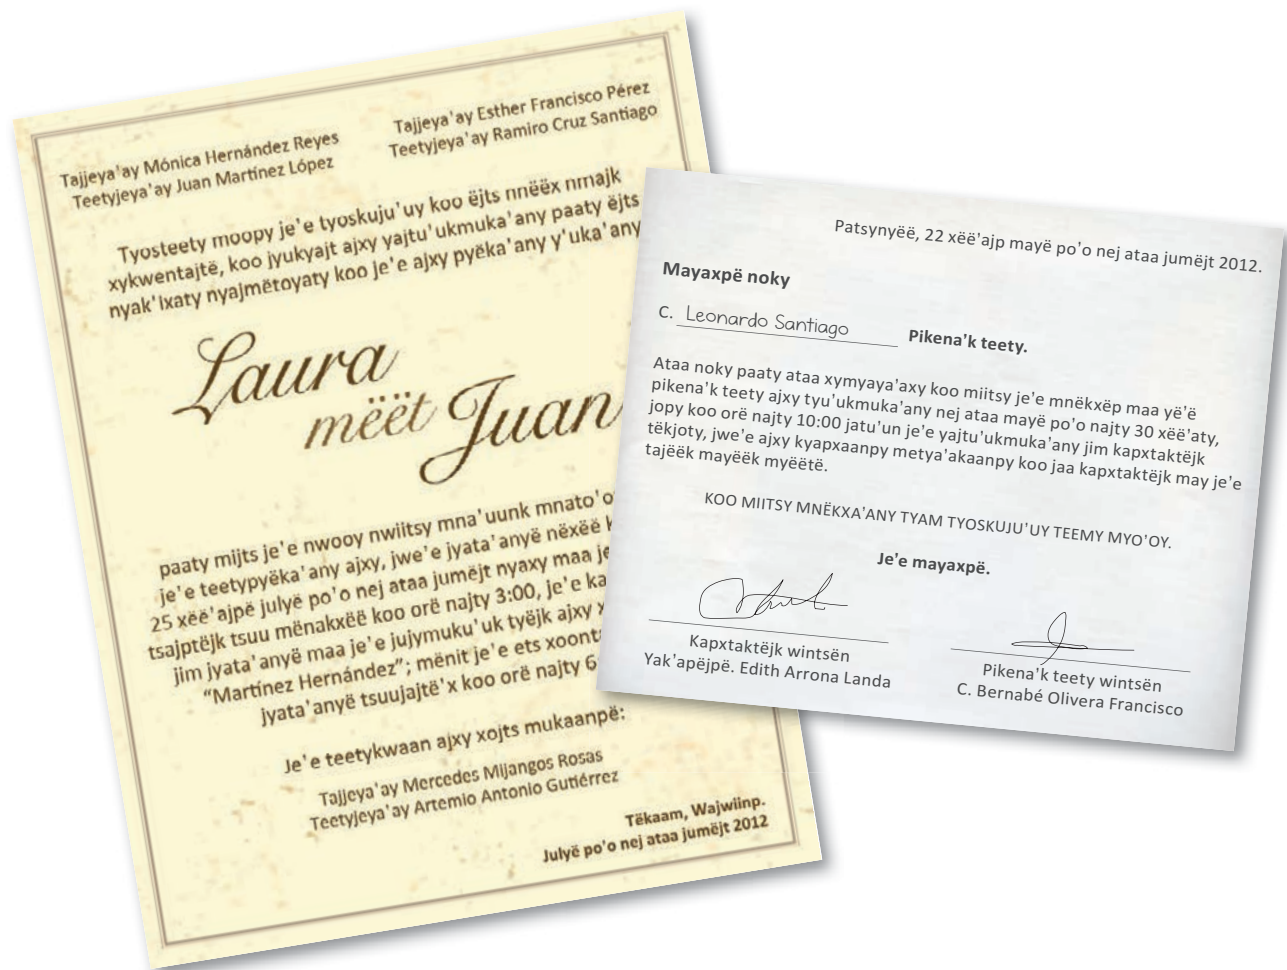 Tajjeya'ay Mónica Hernández Reyes
Teetyjeya'ay Juan Martínez López
Tajjeya'ay Esther Francisco Pérez
Teetyjeya'ay Ramiro Cruz Santiago
Tyosteety moopy je'e tyoskuju'uy koo ëjts nnëëx nmajk
xykwentajtë, koo jyukyajt ajxy yajtu'ukmuka'any paaty ëjts
nyak'ixaty nyajmëtoyaty koo je'e ajxy pyëka'any y'uka'any
Laura
mëët Juan
paaty mijts je'e nwooy nwiitsy mna'uunk
je'e teetypyëka'any ajxy, jwe'e jyata'anyë nëxëë
25 xëë'ajpë julyë po'o nej ataa jumëjt nyaxy maa
tsajptëjk tsuu mënakxëë koo orë najty 3:00, je'e
jim jyata'anyë maa je'e jujymuku'uk tyëjk ajxy
"Martínez Hernández"; mënit je'e ets
jyata'anyë tsuujajtë'x koo orë najty
Je'e teetykwaan ajxy xojts mukaanpë:
Tajjeya'ay Mercedes Mijangos Rosas
Teetyjeya'ay Artemio Antonio Gutiérrez
Tëkaam, Wajwiinp.
Julyë po'o nej ataa jumëjt 2012
Patsynyëë, 22 xëë'ajp mayë po'o nej ataa jumëjt 2012.
Mayaxpë noky
C. Leonardo Santiago Pikena'k teety.
Ataa noky paaty ataa xymyaya'axy koo miitsy je'e mnëkxëp maa yë'ë
pikena'k teety ajxy tyu'ukmuka'any nej ataa mayë po'o najty 30 xëë'aty,
jopy koo orë najty 10:00 jatu'un je'e yajtu'ukmuka'any jim kapxtaktëjk
tëkjoty, jwe'e ajxy kyapxaanpy metya'akaanpy koo jaa kapxtaktëjk may je'e
tajëëk mayëëk myëëtë.
KOO MIITSY MNËKXA'ANY TYAM TYOSKUJU'UY TEEMY MYO'OY.
Je'e mayaxpë.
Kapxtaktëjk wintsën
Yak'apëjpë. Edith Arrona Landa
Pikena'k teety wintsën
C. Bernabé Olivera Francisco